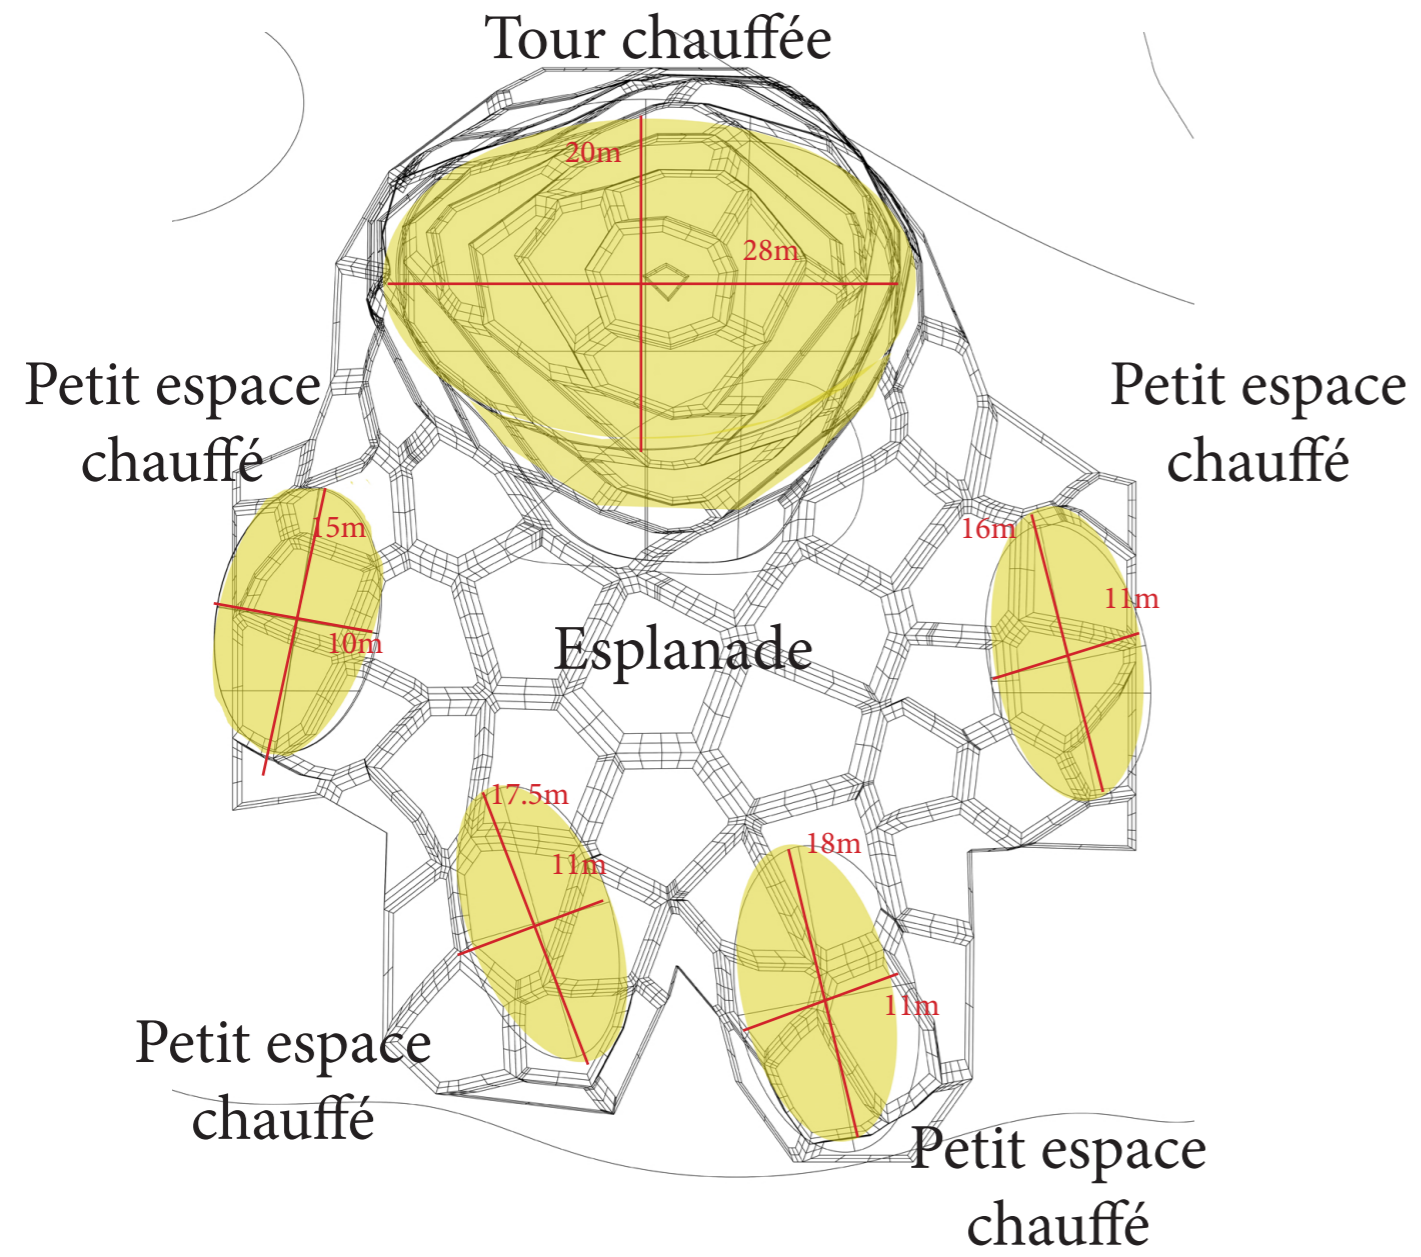 Tour chauffée
20m
28m
Petit espace
chauffé
Petit espace
chauffé
15m
10m
16m
11m
Esplanade
17.5m
11m
18m
11m
Petit espace
chauffé
Petit espace
chauffé